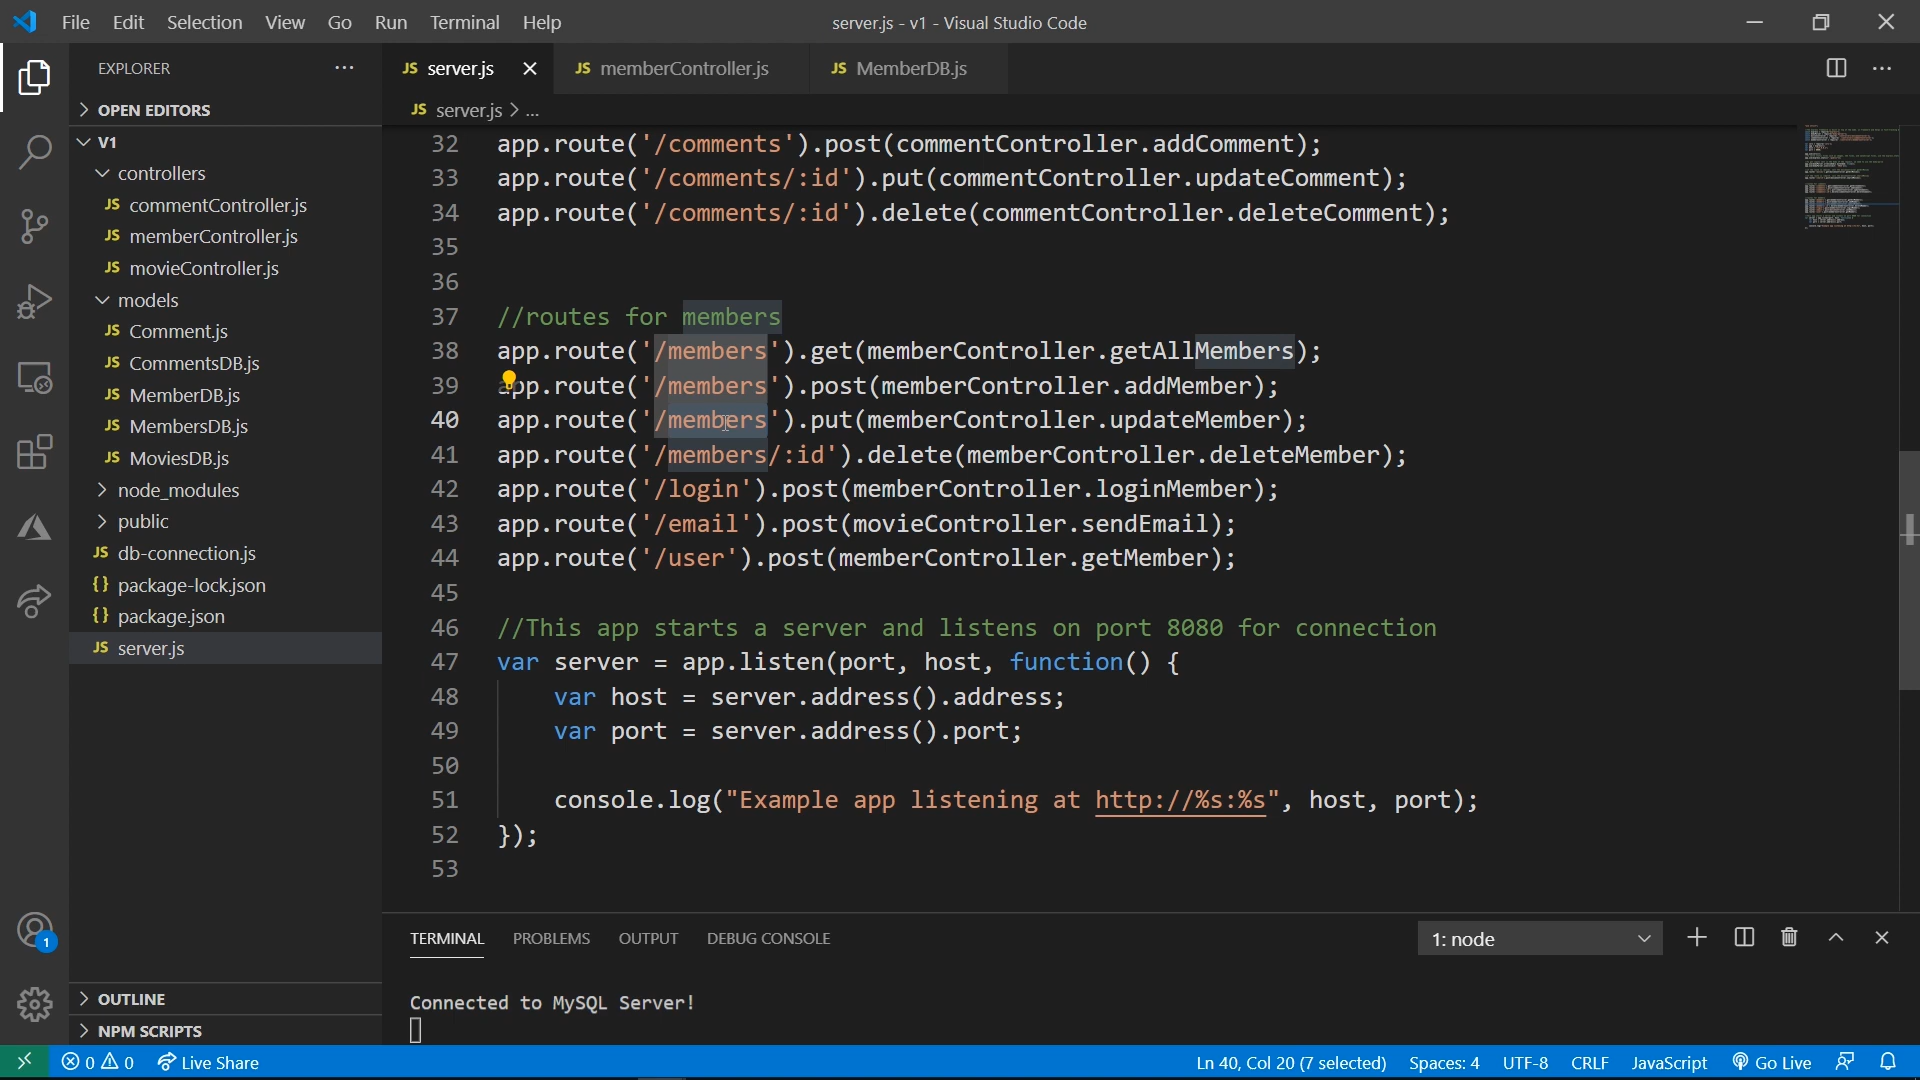 File Edit Selection View Go Run Terminal Help
server.js - v1 - Visual Studio Code
EXPLORER
OPEN EDITORS
V1
controllers
JS commentController.js
JS memberController.js
JS movieController.js
models
JS Comment.js
JS CommentsDB.js
JS MemberDB.js
JS MembersDB.js
JS MoviesDB.js
node_modules
public
JS db-connection.js
{} package-lock.json
{} package.json
JS server.js
OUTLINE
NPM SCRIPTS
JS server.js
JS memberController.js
JS MemberDB.js
JS server.js > ...
32 app.route('/comments').post(commentController.addComment);
33 app.route('/comments/:id').put(commentController.updateComment);
34 app.route('/comments/:id').delete(commentController.deleteComment);
35
36
37 //routes for members
38 app.route('/members').get(memberController.getAllMembers);
39 app.route('/members').post(memberController.addMember);
40 app.route('/members').put(memberController.updateMember);
41 app.route('/members/:id').delete(memberController.deleteMember);
42 app.route('/login').post(memberController.loginMember);
43 app.route('/email').post(movieController.sendEmail);
44 app.route('/user').post(memberController.getMember);
45
46 //This app starts a server and listens on port 8080 for connection
47 var server = app.listen(port, host, function() {
48 var host = server.address().address;
49 var port = server.address().port;
50
51 console.log("Example app listening at http://%s:%s", host, port);
52 });
53
TERMINAL PROBLEMS OUTPUT DEBUG CONSOLE
1: node
Connected to MySQL Server!
1
0 0 Live Share
Ln 40, Col 20 (7 selected) Spaces: 4 UTF-8 CRLF JavaScript Go Live